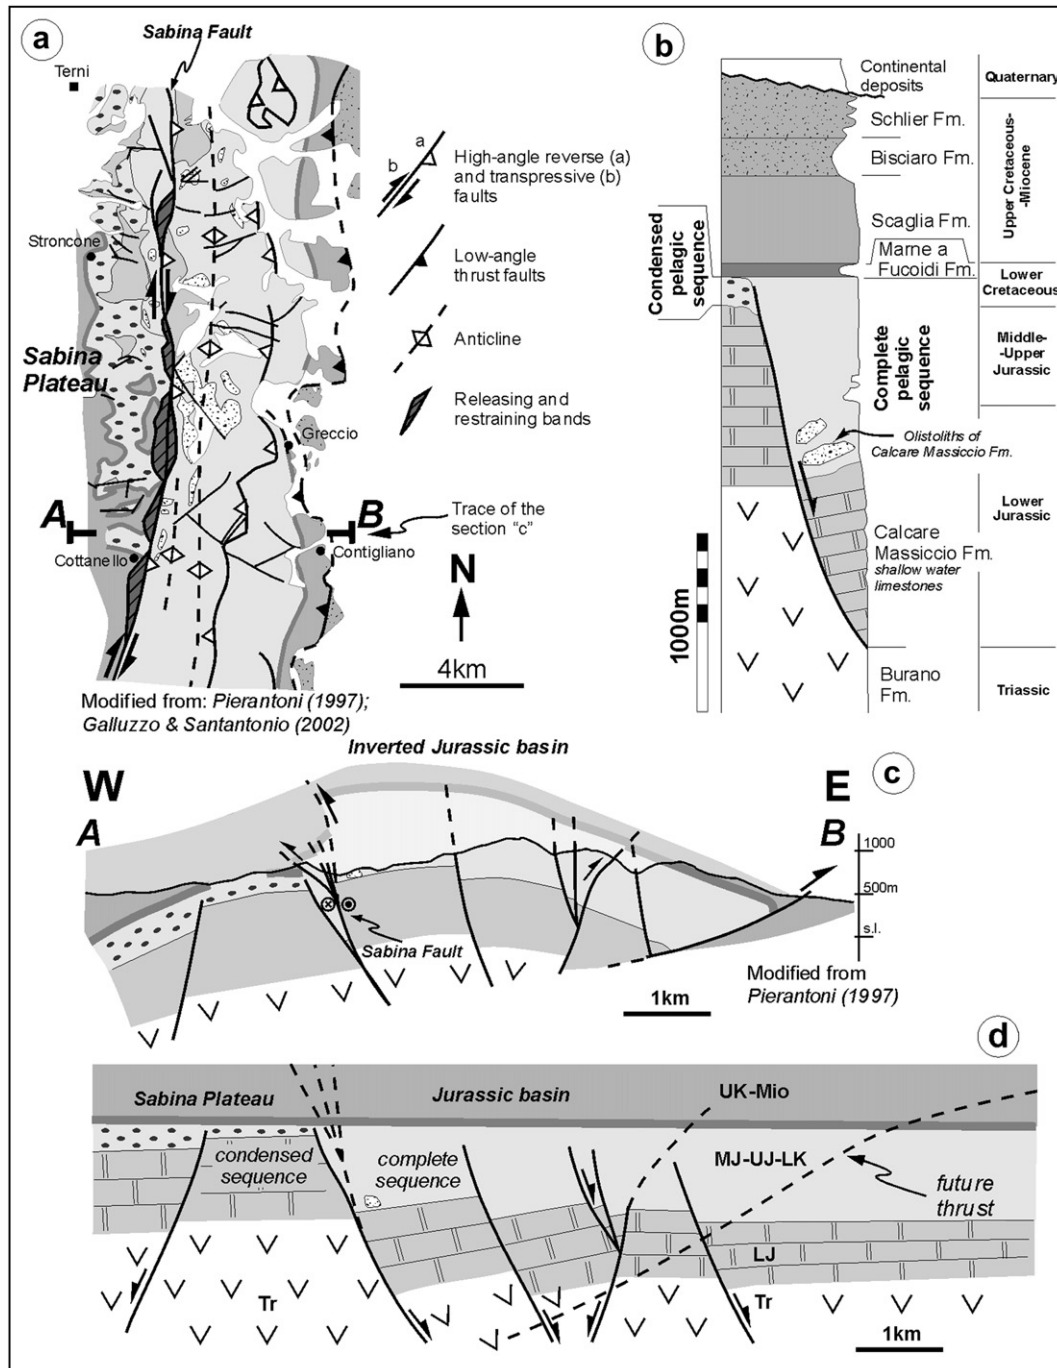 a
Sabina Fault
Terni
Stroncone
Sabina
Plateau
Greccio
A
B
Cottanello
Contigliano
a
b
High-angle reverse (a)
and transpressive (b)
faults
Low-angle
thrust faults
Anticline
Releasing and
restraining bands
Trace of the
section “c”
N
4km
Modified from: Pierantoni (1997);
Galluzzo & Santantonio (2002)
b
Continental
deposits
Quaternary
Schlier Fm.
Bisciaro Fm.
Scaglia Fm.
Marne a
Fucoidi Fm.
Upper Cretaceous-
-Miocene
Lower
Cretaceous
Condensed
pelagic
sequence
Complete
pelagic
sequence
Middle-
-Upper
Jurassic
Olistoliths of
Calcare Massiccio Fm.
Lower Jurassic
Calcare
Massiccio Fm.
shallow water
limestones
1000m
Burano
Fm.
Triassic
Inverted Jurassic basin
c
W
E
A
B
1000
500m
s.l.
Sabina Fault
1km
Modified from
Pierantoni (1997)
d
Sabina Plateau
Jurassic basin
UK-Mio
condensed
sequence
complete
sequence
MJ-UJ-LK
future
thrust
LJ
Tr
Tr
1km